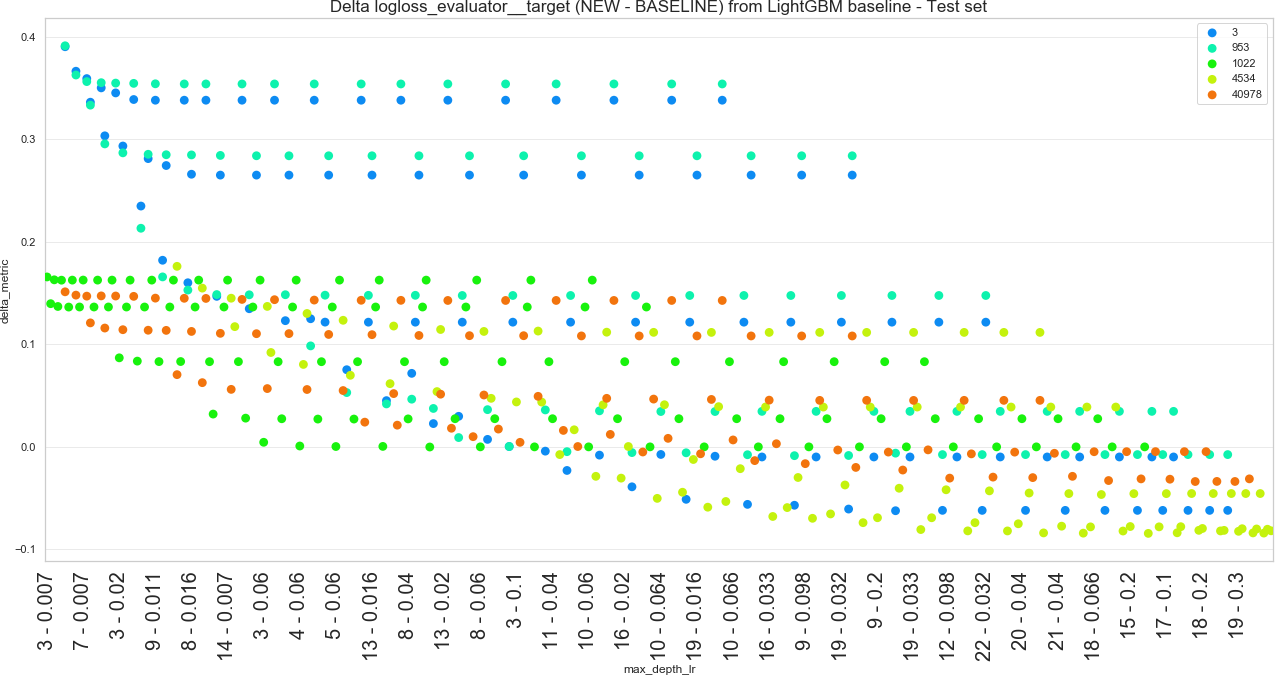 Delta logloss_evaluator__target (NEW - BASELINE) from LightGBM baseline - Test set
3
953
1022
4534
40978
delta_metric
0.4
0.3
0.2
0.1
0.0
−0.1
3 - 0.007
7 - 0.007
3 - 0.02
9 - 0.011
8 - 0.016
14 - 0.007
3 - 0.06
4 - 0.06
5 - 0.06
13 - 0.016
8 - 0.04
13 - 0.02
8 - 0.06
3 - 0.1
11 - 0.04
10 - 0.06
16 - 0.02
10 - 0.064
19 - 0.016
10 - 0.066
16 - 0.033
9 - 0.098
19 - 0.032
9 - 0.2
19 - 0.033
12 - 0.098
22 - 0.032
20 - 0.04
21 - 0.04
18 - 0.066
15 - 0.2
17 - 0.1
18 - 0.2
19 - 0.3
max_depth_lr